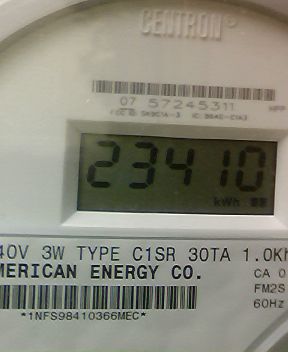 CENTRON®
07 57245311
23410
kWh
40V 3W TYPE C1SR 30TA 1.0Kh
MERICAN ENERGY CO.
CA 0
FM2S
60Hz
*1NFS98410366MEC*